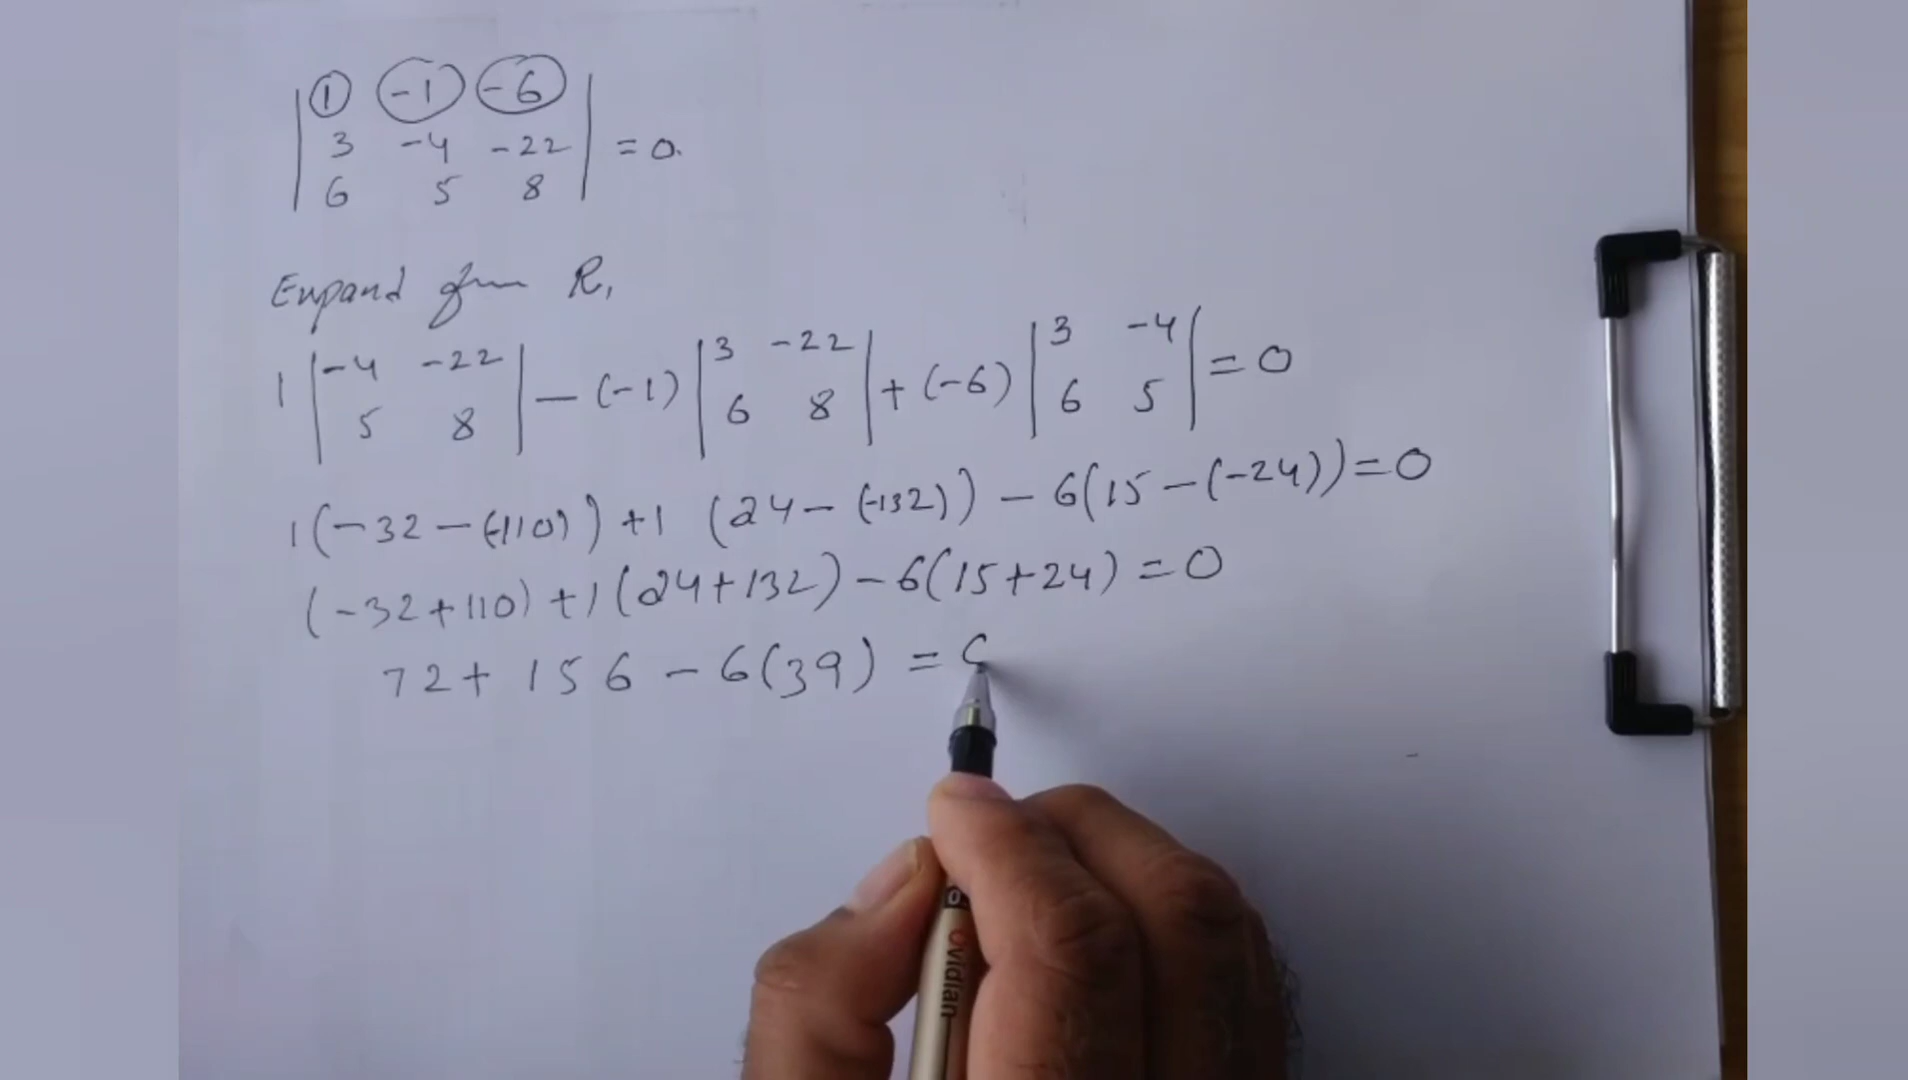 | 1 -1 -6 |
| 3 -4 -22 | = 0.
| 6 5 8 |
Expand from R₁
1 | -4 -22 | - (-1) | 3 -22 | + (-6) | 3 -4 | = 0
| 5 8 | | 6 8 | | 6 5 |
1(-32-(-110)) +1 (24-(-132)) - 6(15-(-24)) = 0
(-32+110) +1(24+132) - 6(15+24) = 0
72+ 156 - 6(39) =
Ovidian